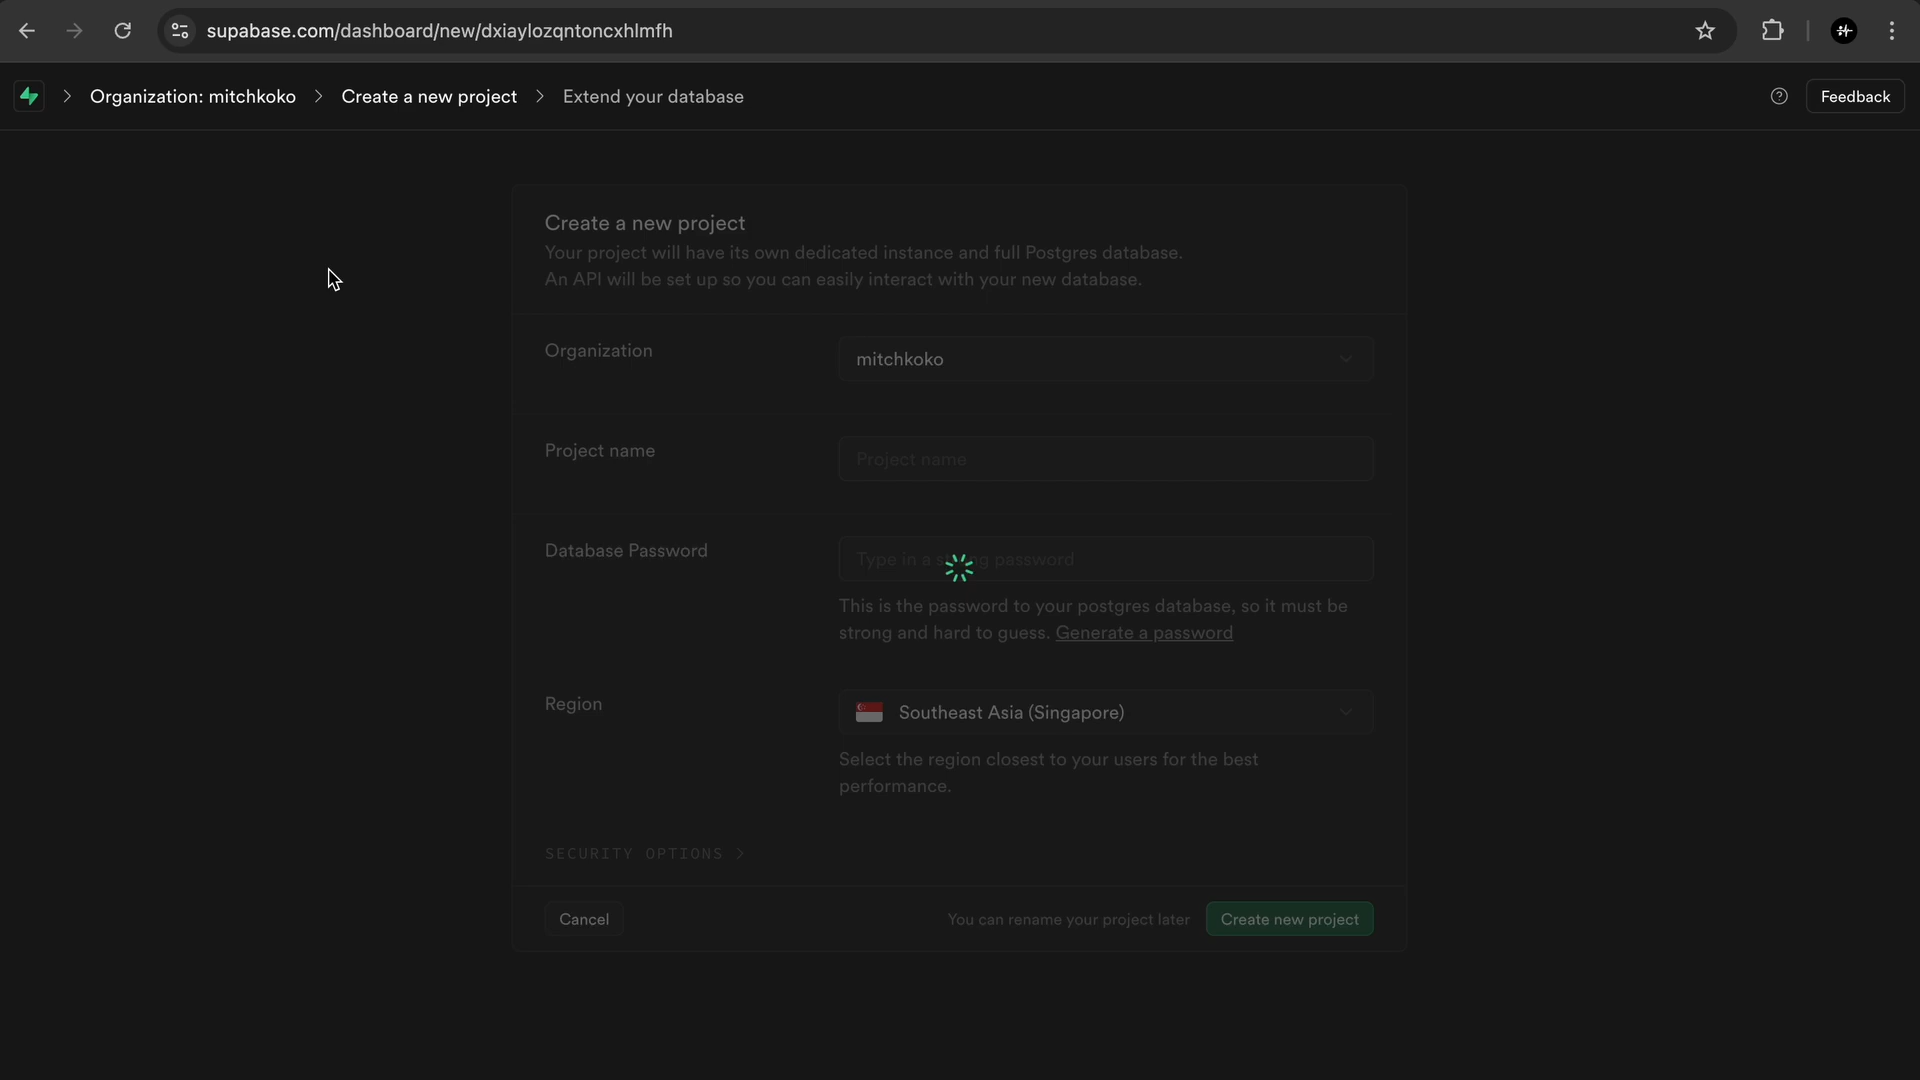 supabase.com/dashboard/new/dxiaylozqntoncxhlmfh
Organization: mitchkoko > Create a new project > Extend your database
Feedback
Create a new project
Your project will have its own dedicated instance and full Postgres database.
An API will be set up so you can easily interact with your new database.
Organization
mitchkoko
Project name
Project name
Database Password
Type in a strong password
This is the password to your postgres database, so it must be
strong and hard to guess. Generate a password
Region
Southeast Asia (Singapore)
Select the region closest to your users for the best
performance.
SECURITY OPTIONS >
Cancel
You can rename your project later
Create new project